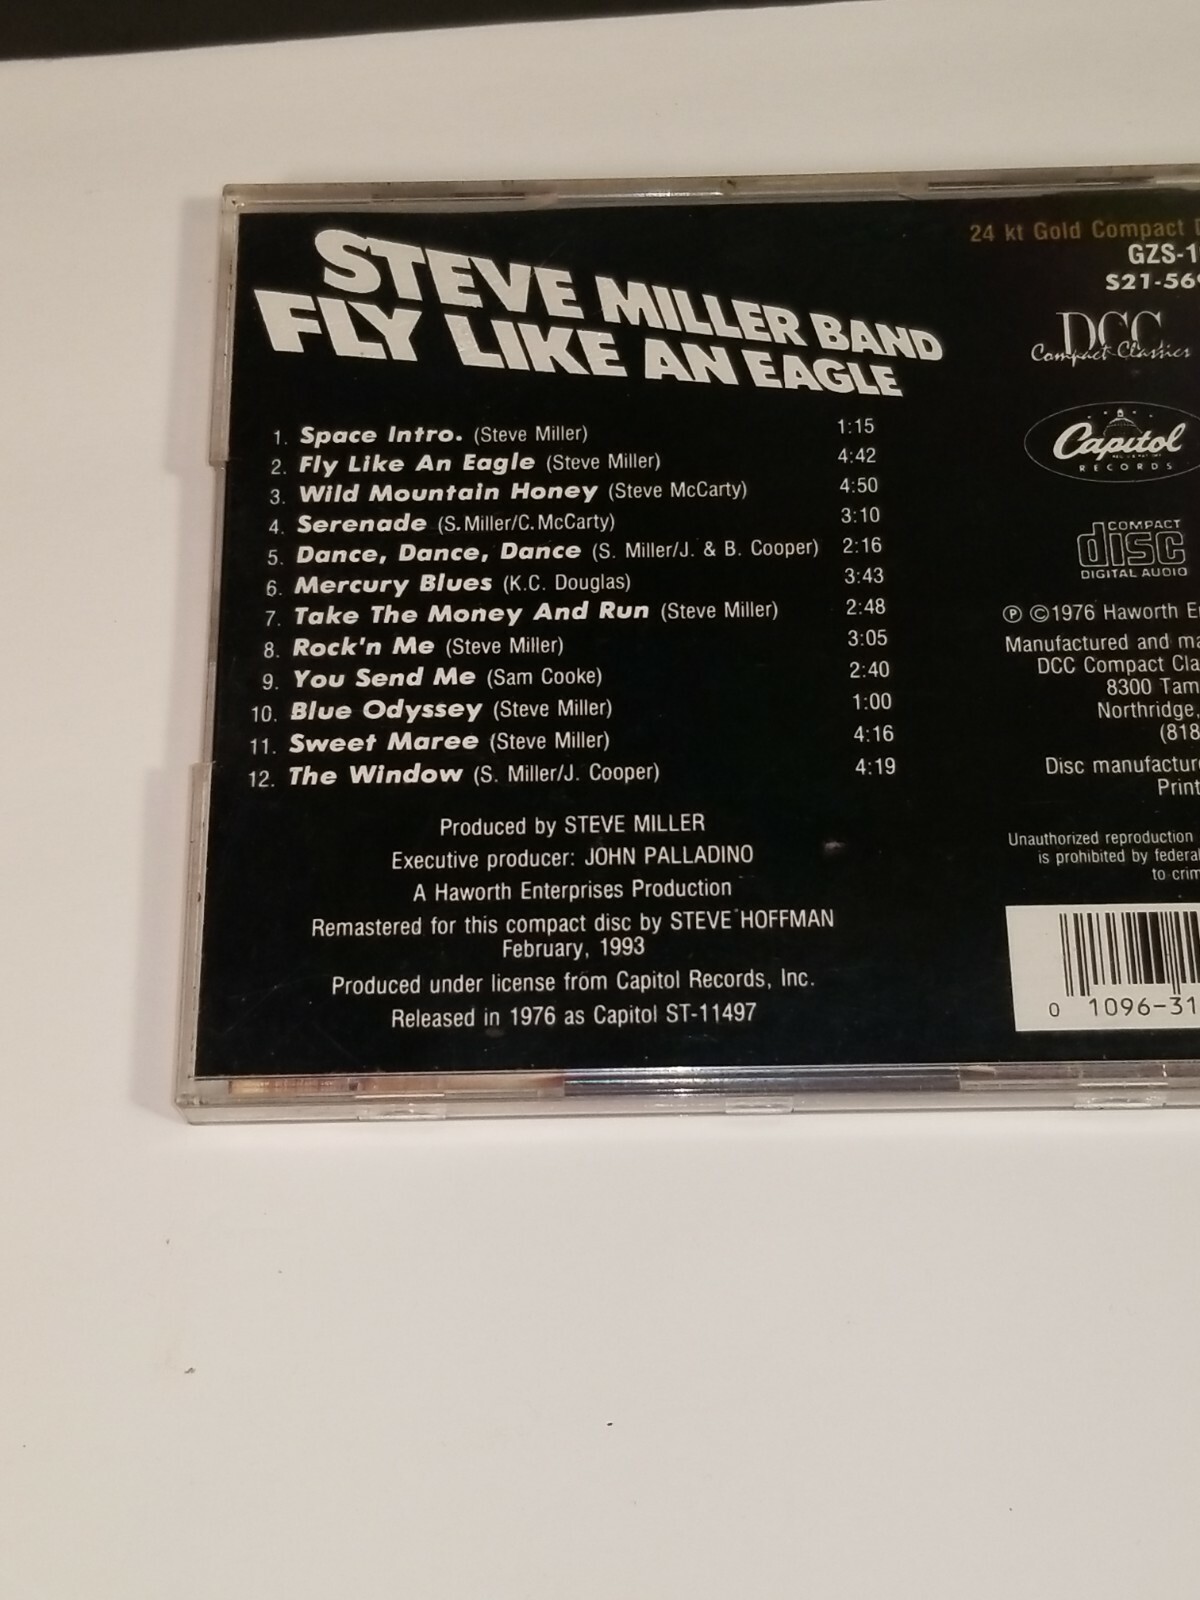 STEVE MILLER BAND
FLY LIKE AN EAGLE
1. Space Intro. (Steve Miller) 1:15
2. Fly Like An Eagle (Steve Miller) 4:42
3. Wild Mountain Honey (Steve McCarty) 4:50
4. Serenade (S. Miller/C. McCarty) 3:10
5. Dance, Dance, Dance (S. Miller/J. & B. Cooper) 2:16
6. Mercury Blues (K.C. Douglas) 3:43
7. Take The Money And Run (Steve Miller) 2:48
8. Rock'n Me (Steve Miller) 3:05
9. You Send Me (Sam Cooke) 2:40
10. Blue Odyssey (Steve Miller) 1:00
11. Sweet Maree (Steve Miller) 4:16
12. The Window (S. Miller/J. Cooper) 4:19
Produced by STEVE MILLER
Executive producer: JOHN PALLADINO
A Haworth Enterprises Production
Remastered for this compact disc by STEVE HOFFMAN
February, 1993
Produced under license from Capitol Records, Inc.
Released in 1976 as Capitol ST-11497
24 kt Gold Compact
GZS-1
S21-56
DCC
Compact Classics
Capitol
RECORDS
COMPACT
disc
DIGITAL AUDIO
℗ ©1976 Haworth
Manufactured and
DCC Compact
8300
Northridge,
(818
Disc
Unauthorized reproduction
is prohibited by federal
to
0 1096-31